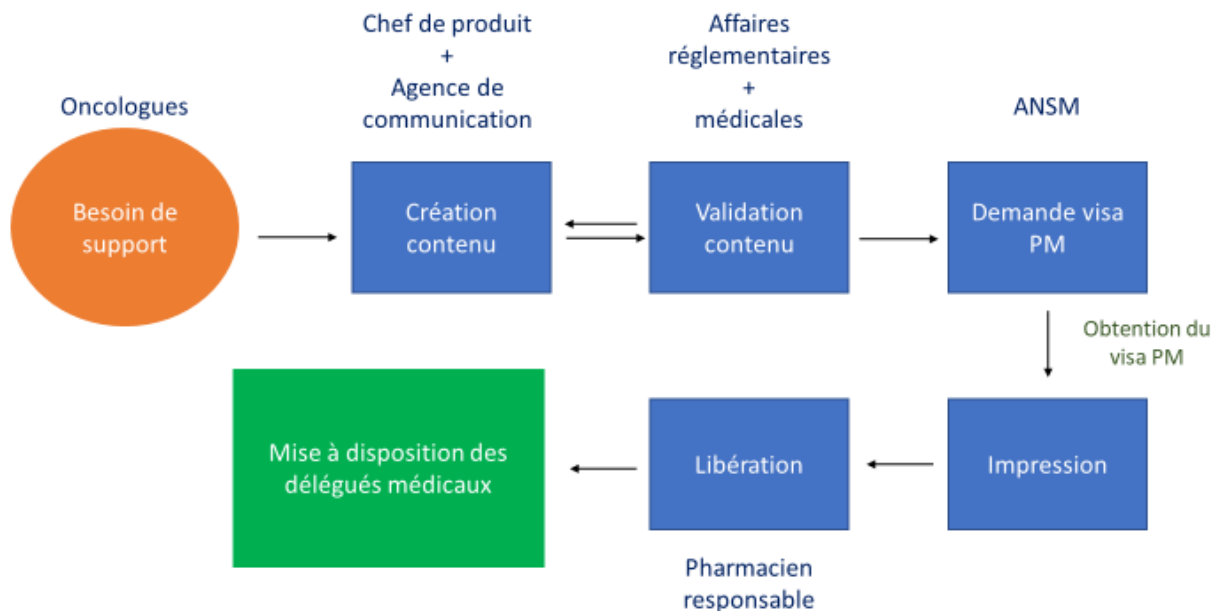 Oncologues
Besoin de
support
Chef de produit
+
Agence de
communication
Création
contenu
Affaires
réglementaires
+
médicales
Validation
contenu
ANSM
Demande visa
PM
Obtention du
visa PM
Impression
Libération
Pharmacien
responsable
Mise à disposition des
délégués médicaux